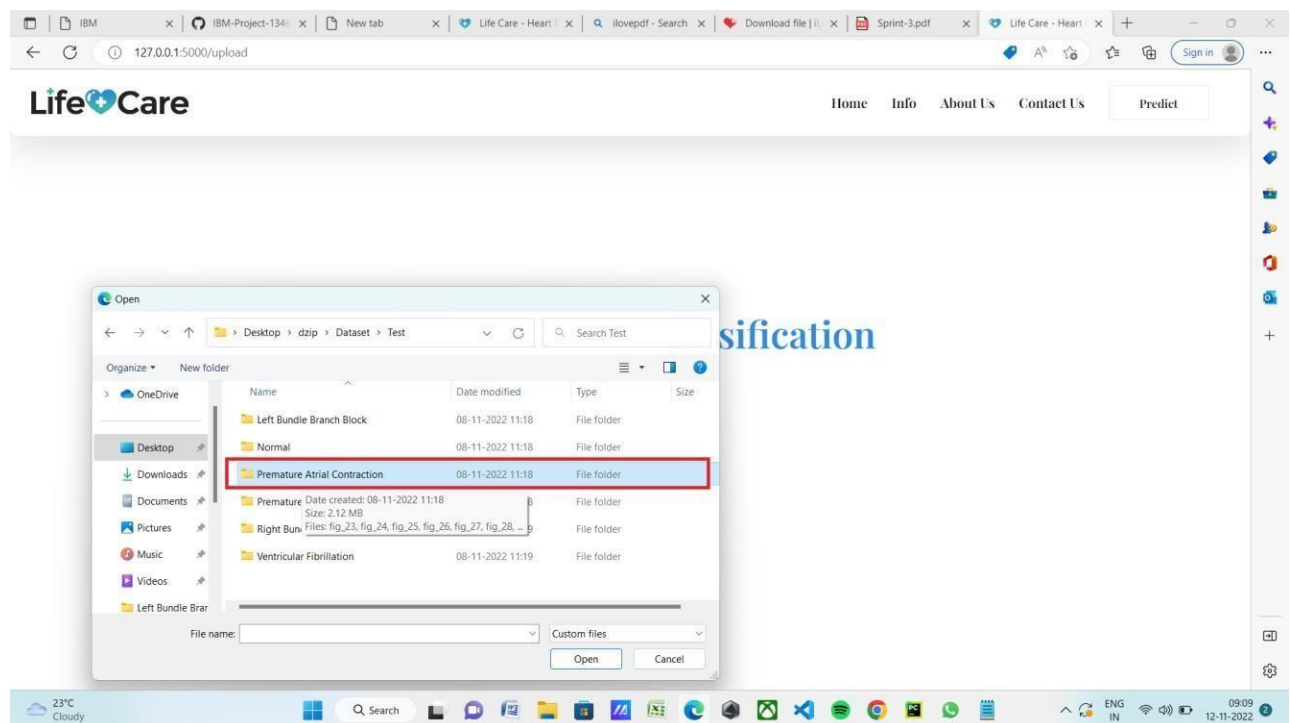 IBM
IBM-Project-134
New tab
Life Care - Heart
ilovepdf - Search
Download file | iL
Sprint-3.pdf
Life Care - Heart
127.0.0.1:5000/upload
Sign in
Life Care
Home Info About Us Contact Us Predict
sification
Open
Desktop > dzip > Dataset > Test
Search Test
Organize New folder
Name Date modified Type Size
OneDrive
Desktop
Downloads
Documents
Pictures
Music
Videos
Left Bundle Brar
Left Bundle Branch Block 08-11-2022 11:18 File folder
Normal 08-11-2022 11:18 File folder
Premature Atrial Contraction 08-11-2022 11:18 File folder
Premature 8 File folder
Date created: 08-11-2022 11:18
Size: 2.12 MB
Files: fig_23, fig_24, fig_25, fig_26, fig_27, fig_28, ...
Right Bun 9 File folder
Ventricular Fibrillation 08-11-2022 11:19 File folder
File name:
Custom files
Open Cancel
23°C
Cloudy
Search
ENG
IN
09:09
12-11-2022
2